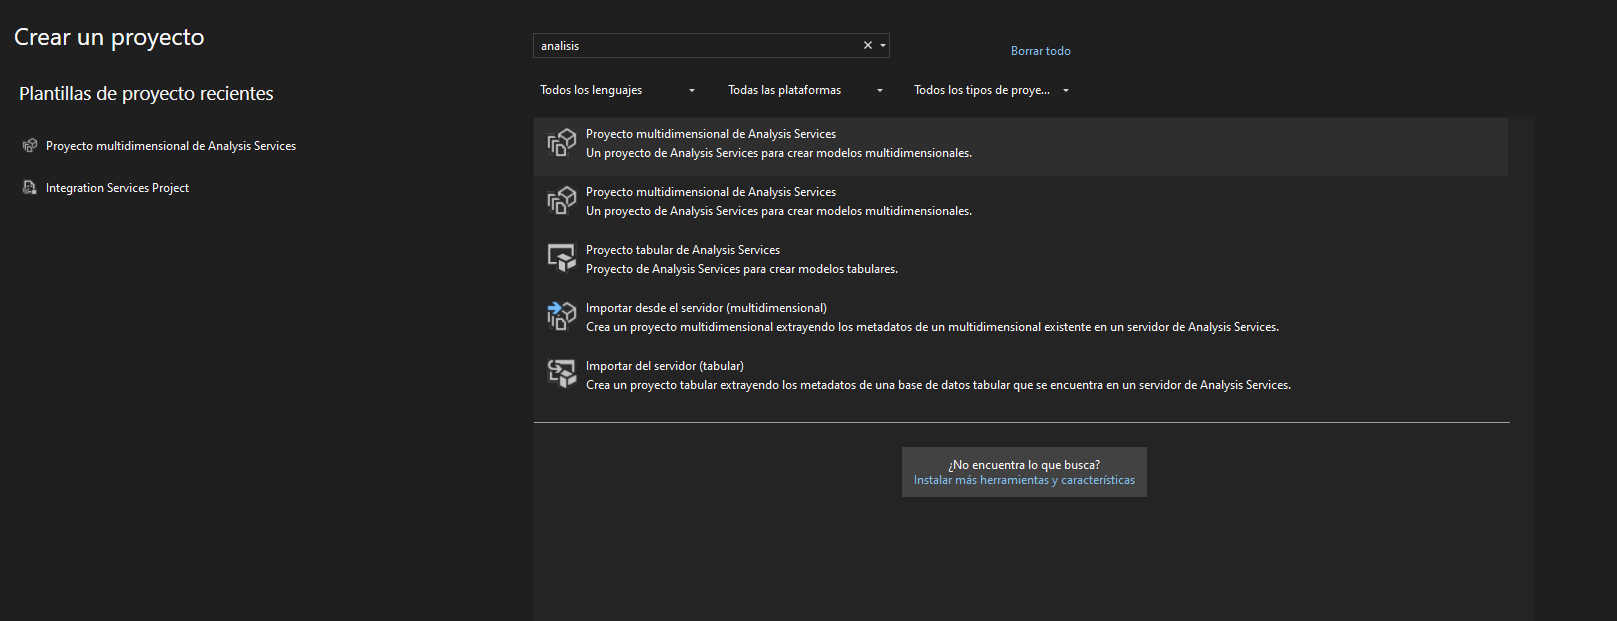 Crear un proyecto
Plantillas de proyecto recientes
Proyecto multidimensional de Analysis Services
Integration Services Project
analisis
Borrar todo
Todos los lenguajes
Todas las plataformas
Todos los tipos de proye...
Proyecto multidimensional de Analysis Services
Un proyecto de Analysis Services para crear modelos multidimensionales.
Proyecto multidimensional de Analysis Services
Un proyecto de Analysis Services para crear modelos multidimensionales.
Proyecto tabular de Analysis Services
Proyecto de Analysis Services para crear modelos tabulares.
Importar desde el servidor (multidimensional)
Crea un proyecto multidimensional extrayendo los metadatos de un multidimensional existente en un servidor de Analysis Services.
Importar del servidor (tabular)
Crea un proyecto tabular extrayendo los metadatos de una base de datos tabular que se encuentra en un servidor de Analysis Services.
¿No encuentra lo que busca?
Instalar más herramientas y características